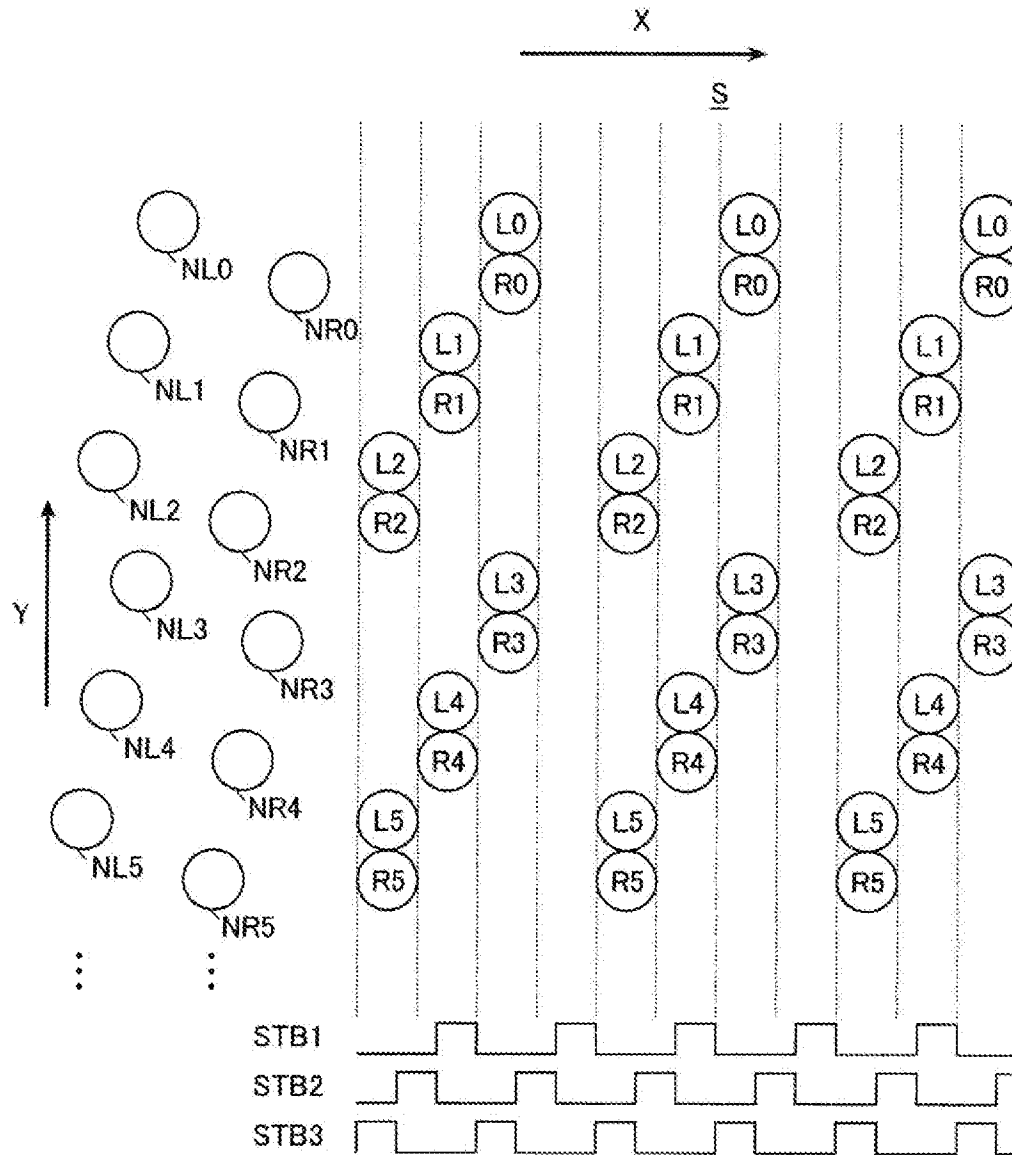 X
S
L0 L0 L0
NL0
R0 R0 R0
NR0
L1 L1 L1
NL1
R1 R1 R1
NR1
L2 L2 L2
NL2
R2 R2 R2
NR2
L3 L3 L3
Y
NL3
R3 R3 R3
NR3
L4 L4 L4
NL4
R4 R4 R4
NR4
L5 L5 L5
NL5
R5 R5 R5
NR5
STB1
STB2
STB3